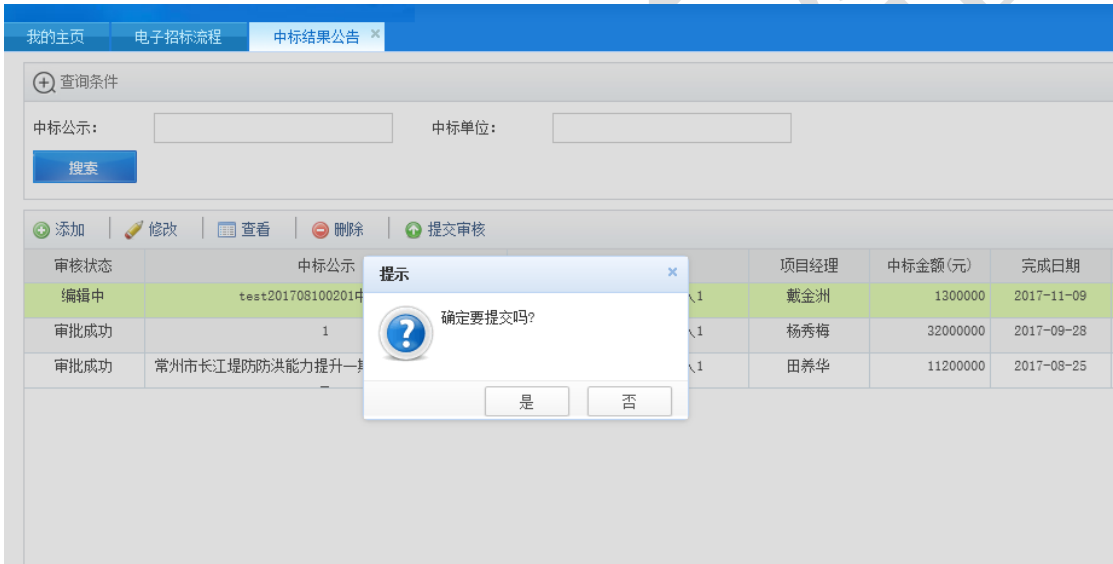 我的主页 电子招标流程 中标结果公告 ×
查询条件
中标公示： 中标单位：
搜索
添加 修改 查看 删除 提交审核
审核状态 中标公示 项目经理 中标金额(元) 完成日期
提示 ×
编辑中 test201708100201中 人1 戴金洲 1300000 2017-11-09
确定要提交吗?
审批成功 1 人1 杨秀梅 32000000 2017-09-28
审批成功 常州市长江堤防防洪能力提升一期 人1 田养华 11200000 2017-08-25
是 否